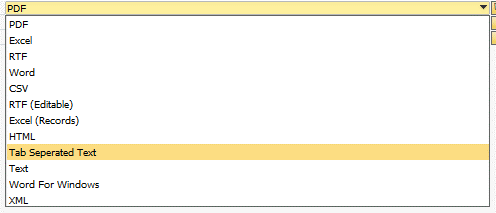 PDF
PDF
Excel
RTF
Word
CSV
RTF (Editable)
Excel (Records)
HTML
Tab Seperated Text
Text
Word For Windows
XML